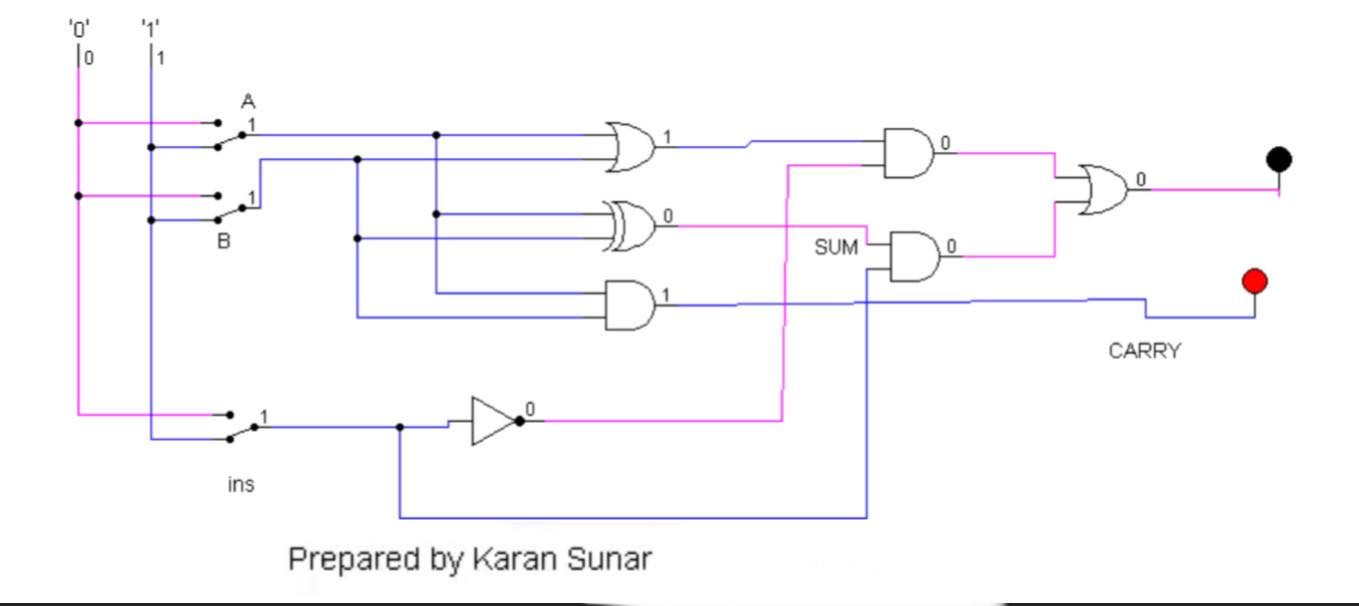 '0' '1'
0 1
A
1 1
1 0
B 1 0 0
SUM 0
1
CARRY
1 0
ins
Prepared by Karan Sunar